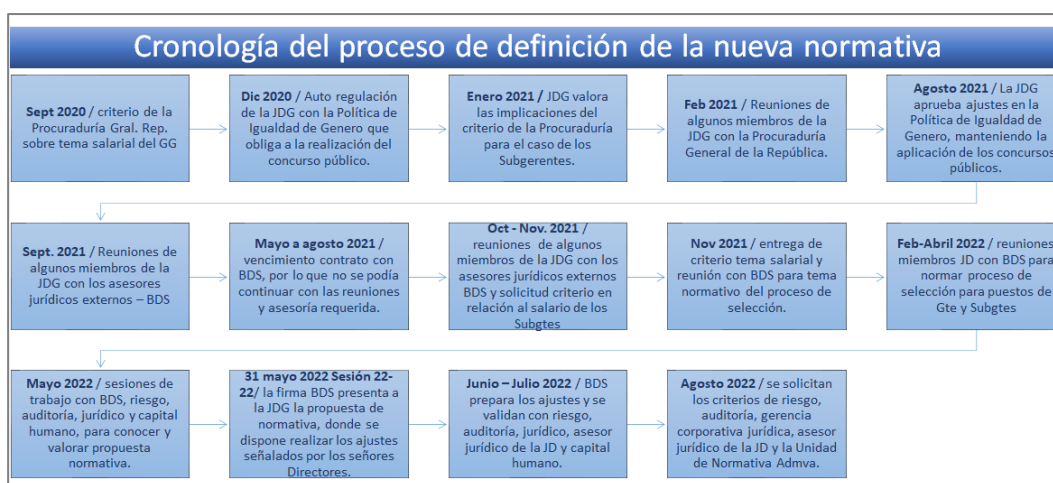 Cronología del proceso de definición de la nueva normativa
Sept 2020 / criterio de la
Procuraduría Gral. Rep.
sobre tema salarial del GG
Dic 2020 / Auto regulación
de la JDG con la Política de
Igualdad de Genero que
obliga a la realización del
concurso público.
Enero 2021 / JDG valora
las implicaciones del
criterio de la Procuraduría
para el caso de los
Subgerentes.
Feb 2021 / Reuniones de
algunos miembros de la
JDG con la Procuraduría
General de la República.
Agosto 2021 / La JDG
aprueba ajustes en la
Política de Igualdad de
Genero, manteniendo la
aplicación de los concursos
públicos.
Sept. 2021 / Reuniones de
algunos miembros de la
JDG con los asesores
jurídicos externos – BDS
Mayo a agosto 2021 /
vencimiento contrato con
BDS, por lo que no se podía
continuar con las reuniones
y asesoría requerida.
Oct - Nov. 2021 /
reuniones de algunos
miembros de la JDG con los
asesores jurídicos externos
BDS y solicitud criterio en
relación al salario de los
Subgtes
Nov 2021 / entrega de
criterio tema salarial y
reunión con BDS para tema
normativo del proceso de
selección.
Feb-Abril 2022 / reuniones
miembros JD con BDS para
normar proceso de
selección para puestos de
Gte y Subgtes
Mayo 2022 / sesiones de
trabajo con BDS, riesgo,
auditoría, jurídico y capital
humano, para conocer y
valorar propuesta
normativa.
31 mayo 2022 Sesión 22-
22/ la firma BDS presenta a
la JDG la propuesta de
normativa, donde se
dispone realizar los ajustes
señalados por los señores
Directores.
Junio – Julio 2022 / BDS
prepara los ajustes y se
validan con riesgo,
auditoría, jurídico, asesor
jurídico de la JD y capital
humano.
Agosto 2022 / se solicitan
los criterios de riesgo,
auditoría, gerencia
corporativa jurídica, asesor
jurídico de la JD y la Unidad
de Normativa Admva.